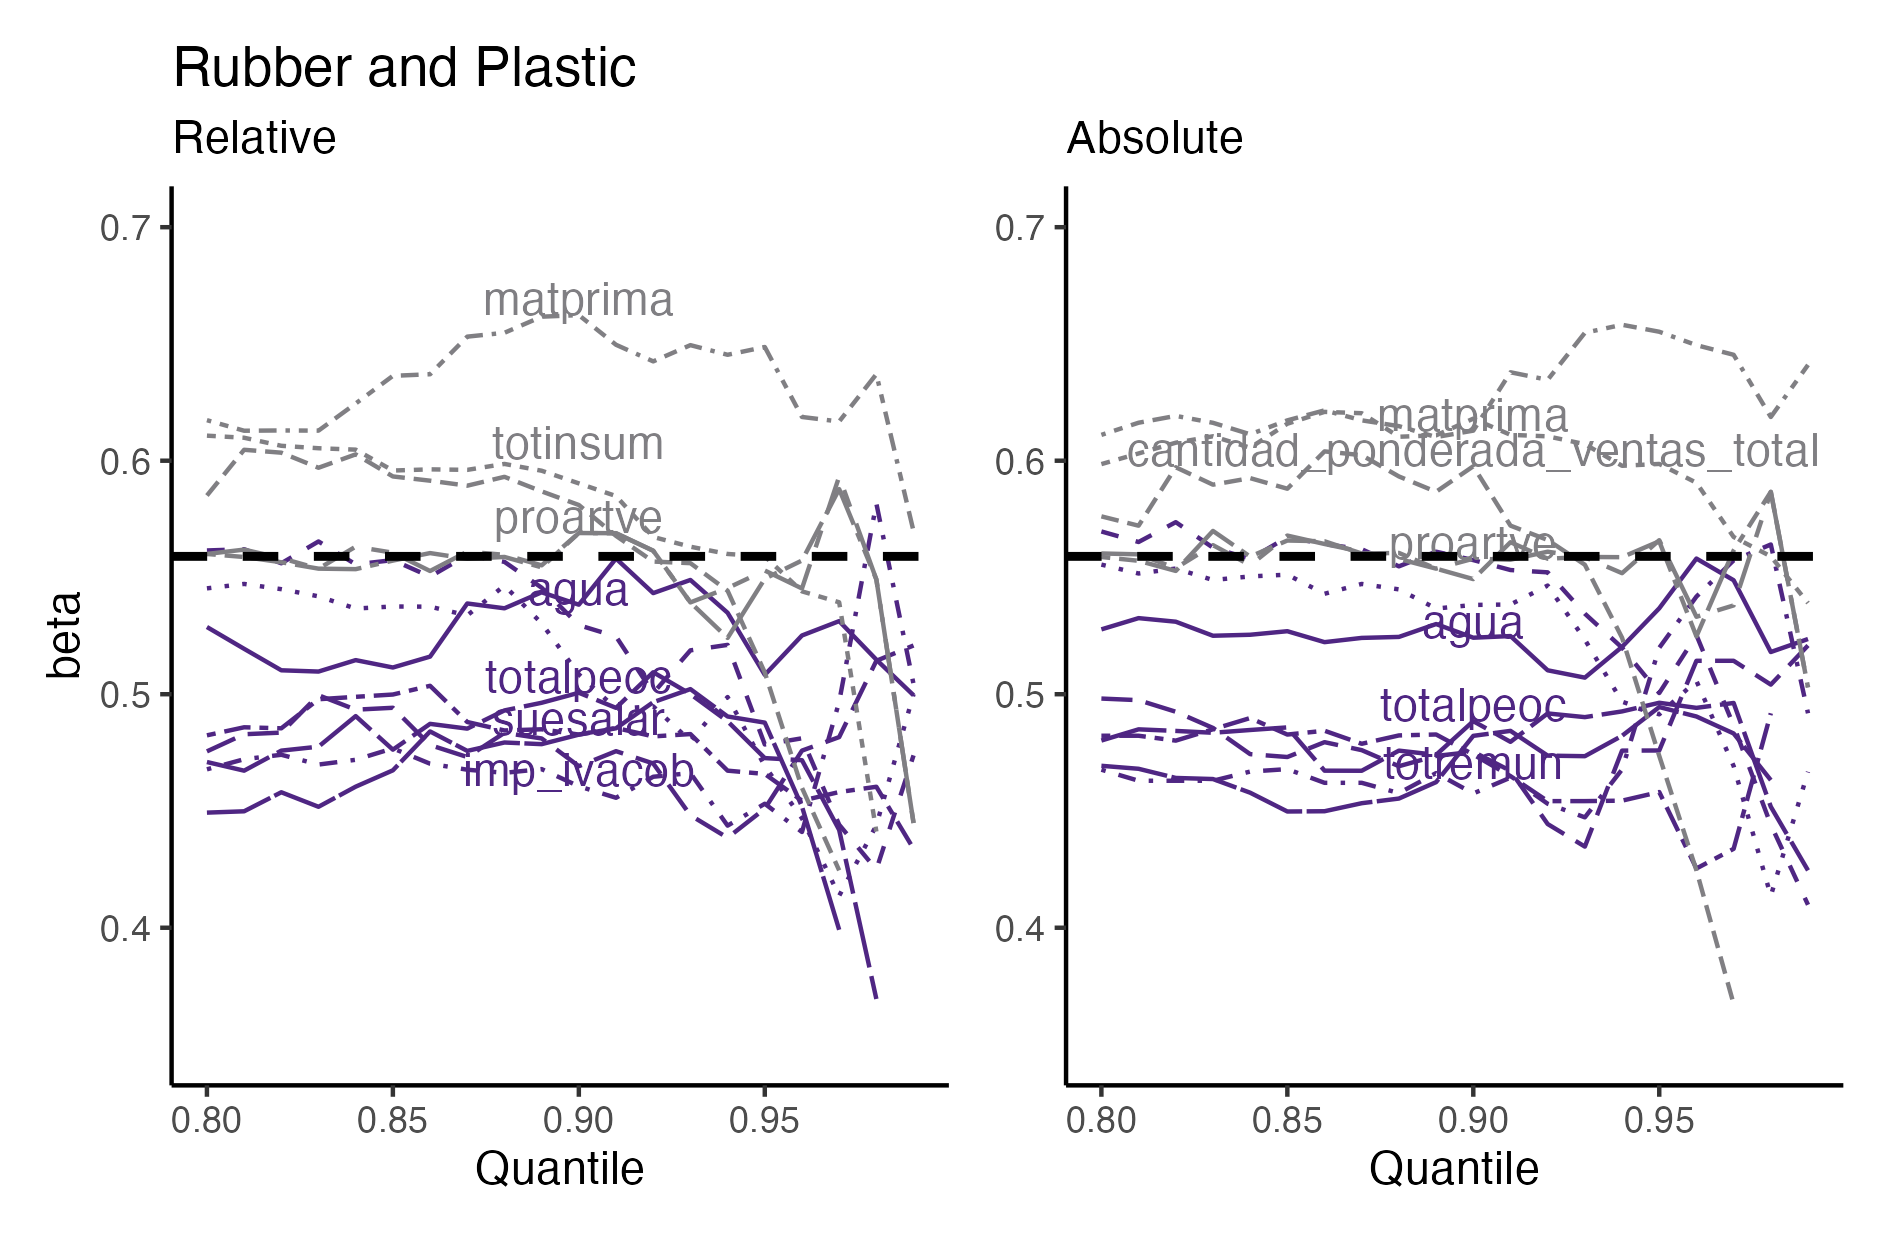 Rubber and Plastic
Relative
beta
0.7
0.6
0.5
0.4
matprima
totinsum
proartve
agua
totalpeoc
suesalar
imp_ivacob
0.80 0.85 0.90 0.95
Quantile
Absolute
0.7
0.6
0.5
0.4
matprima
cantidad_ponderada_ventas_total
proartve
agua
totalpeoc
totremun
0.80 0.85 0.90 0.95
Quantile